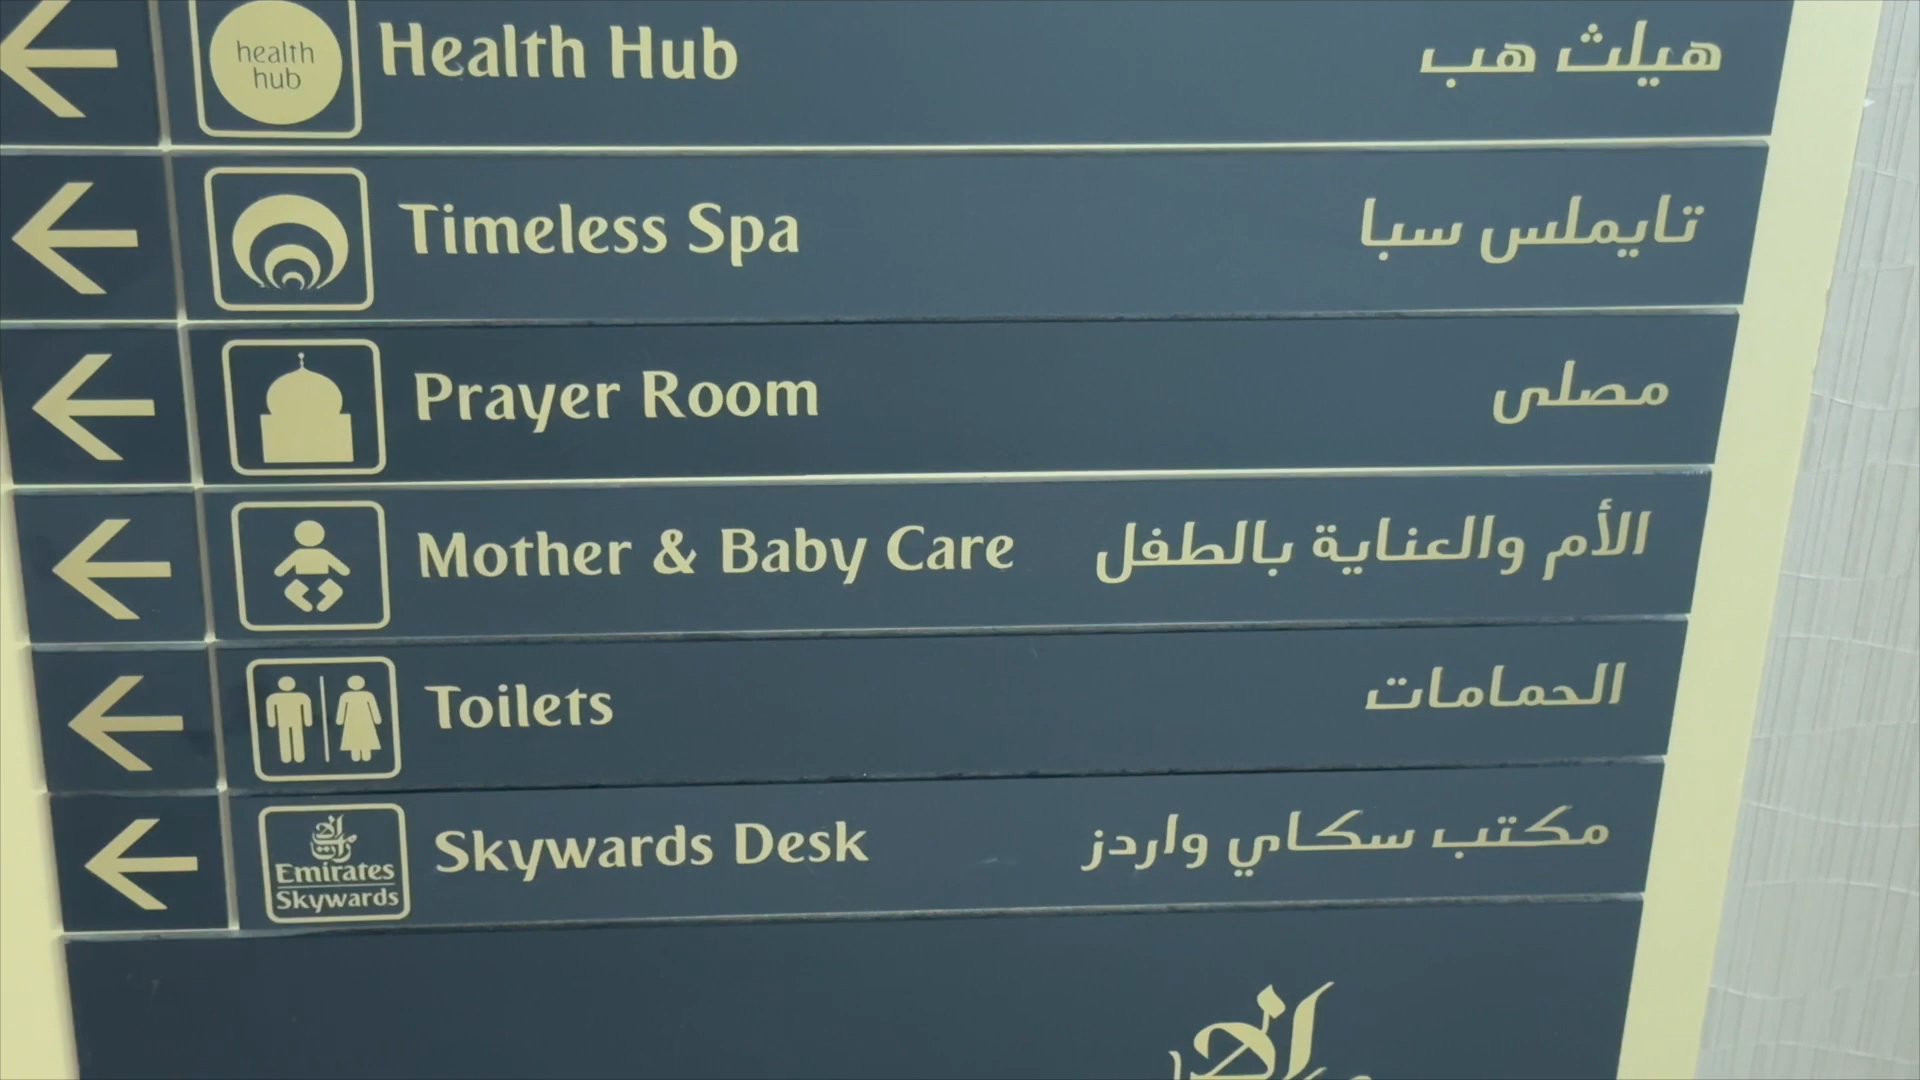 health
hub
Health Hub هيلث هب
Timeless Spa تايملس سبا
Prayer Room مصلى
Mother & Baby Care الأم والعناية بالطفل
Toilets الحمامات
Emirates
Skywards
Skywards Desk مكتب سكاي واردز